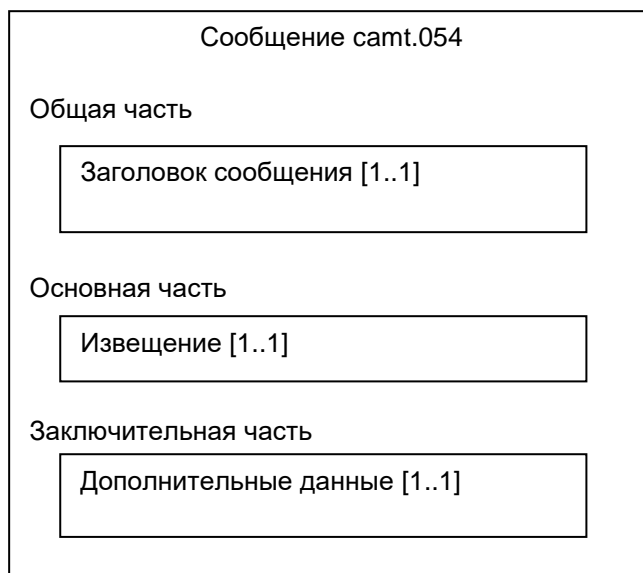 Сообщение camt.054
Общая часть
Заголовок сообщения [1..1]
Основная часть
Извещение [1..1]
Заключительная часть
Дополнительные данные [1..1]